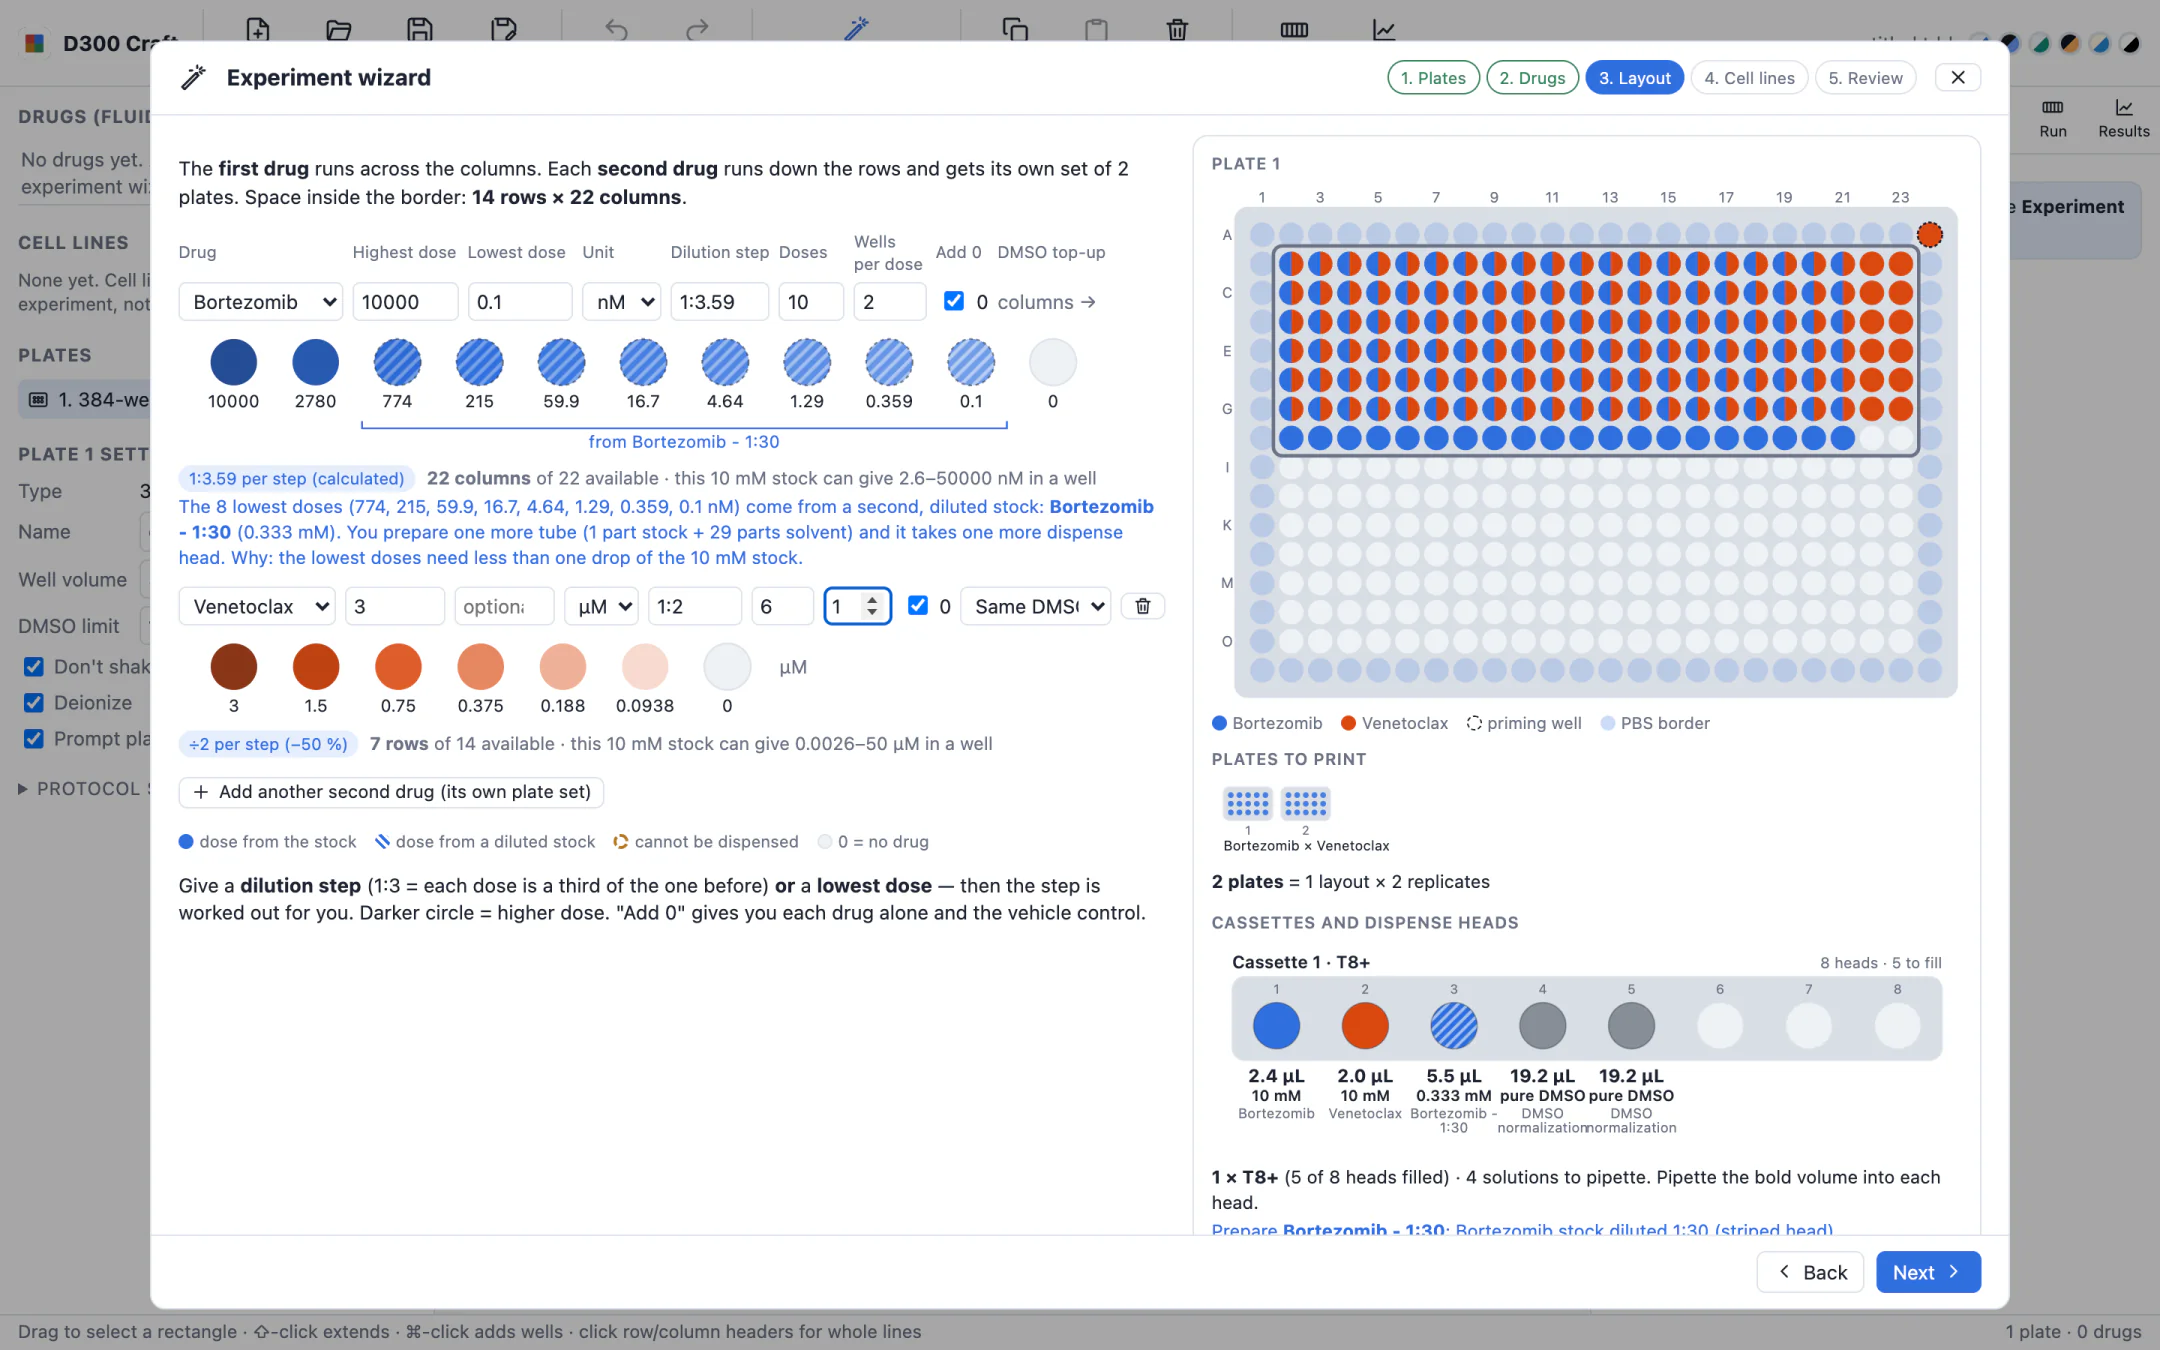 D300 Craft
Experiment wizard
1. Plates
2. Drugs
3. Layout
4. Cell lines
5. Review
Run
Results
DRUGS (FLUID
No drugs yet.
experiment wi
CELL LINES
None yet. Cell li
experiment, not
PLATES
1. 384-we
PLATE 1 SETT
Type
3
Name
Well volume
DMSO limit
Don't shak
Deionize
Prompt pla
PROTOCOL S
The first drug runs across the columns. Each second drug runs down the rows and gets its own set of 2
plates. Space inside the border: 14 rows × 22 columns.
Drug
Highest dose
Lowest dose
Unit
Dilution step
Doses
Wells
per dose
Add 0
DMSO top-up
Bortezomib
10000
0.1
nM
1:3.59
10
2
0
columns →
10000 2780 774 215 59.9 16.7 4.64 1.29 0.359 0.1 0
from Bortezomib - 1:30
1:3.59 per step (calculated) 22 columns of 22 available · this 10 mM stock can give 2.6–50000 nM in a well
The 8 lowest doses (774, 215, 59.9, 16.7, 4.64, 1.29, 0.359, 0.1 nM) come from a second, diluted stock: Bortezomib
- 1:30 (0.333 mM). You prepare one more tube (1 part stock + 29 parts solvent) and it takes one more dispense
head. Why: the lowest doses need less than one drop of the 10 mM stock.
Venetoclax
3
optiona
µM
1:2
6
1
0
Same DMS
3 1.5 0.75 0.375 0.188 0.0938 0
µM
÷2 per step (−50 %) 7 rows of 14 available · this 10 mM stock can give 0.0026–50 µM in a well
+ Add another second drug (its own plate set)
dose from the stock
dose from a diluted stock
cannot be dispensed
0 = no drug
Give a dilution step (1:3 = each dose is a third of the one before) or a lowest dose — then the step is
worked out for you. Darker circle = higher dose. "Add 0" gives you each drug alone and the vehicle control.
PLATE 1
1 3 5 7 9 11 13 15 17 19 21 23
A
C
E
G
I
K
M
O
Bortezomib
Venetoclax
priming well
PBS border
PLATES TO PRINT
1 2
Bortezomib × Venetoclax
2 plates = 1 layout × 2 replicates
CASSETTES AND DISPENSE HEADS
Cassette 1 · T8+
8 heads · 5 to fill
1 2 3 4 5 6 7 8
2.4 µL 2.0 µL 5.5 µL 19.2 µL 19.2 µL
10 mM 10 mM 0.333 mM pure DMSO pure DMSO
Bortezomib Venetoclax Bortezomib - DMSO DMSO
1:30 normalization normalization
1 × T8+ (5 of 8 heads filled) · 4 solutions to pipette. Pipette the bold volume into each
head.
Prepare Bortezomib - 1:30: Bortezomib stock diluted 1:30 (striped head)
e Experiment
Back
Next
Drag to select a rectangle · ⇧-click extends · ⌘-click adds wells · click row/column headers for whole lines
1 plate · 0 drugs